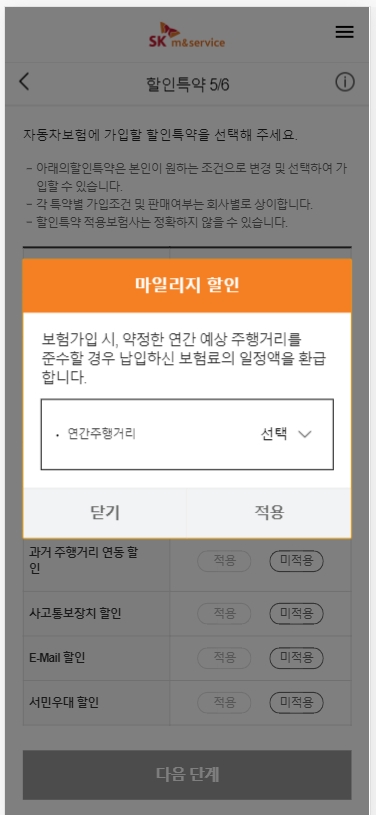 SK m&service
할인특약 5/6
자동차보험에 가입할 할인특약을 선택해 주세요.
- 아래의할인특약은 본인이 원하는 조건으로 변경 및 선택하여 가
입할 수 있습니다.
- 각 특약별 가입조건 및 판매여부는 회사별로 상이합니다.
- 할인특약 적용보험사는 정확하지 않을 수 있습니다.
마일리지 할인
보험가입 시, 약정한 연간 예상 주행거리를
준수할 경우 납입하신 보험료의 일정액을 환급
합니다.
• 연간주행거리 선택
닫기 적용
과거 주행거리 연동 할
인
적용 미적용
사고통보장치 할인 적용 미적용
E-Mail 할인 적용 미적용
서민우대 할인 적용 미적용
다음 단계